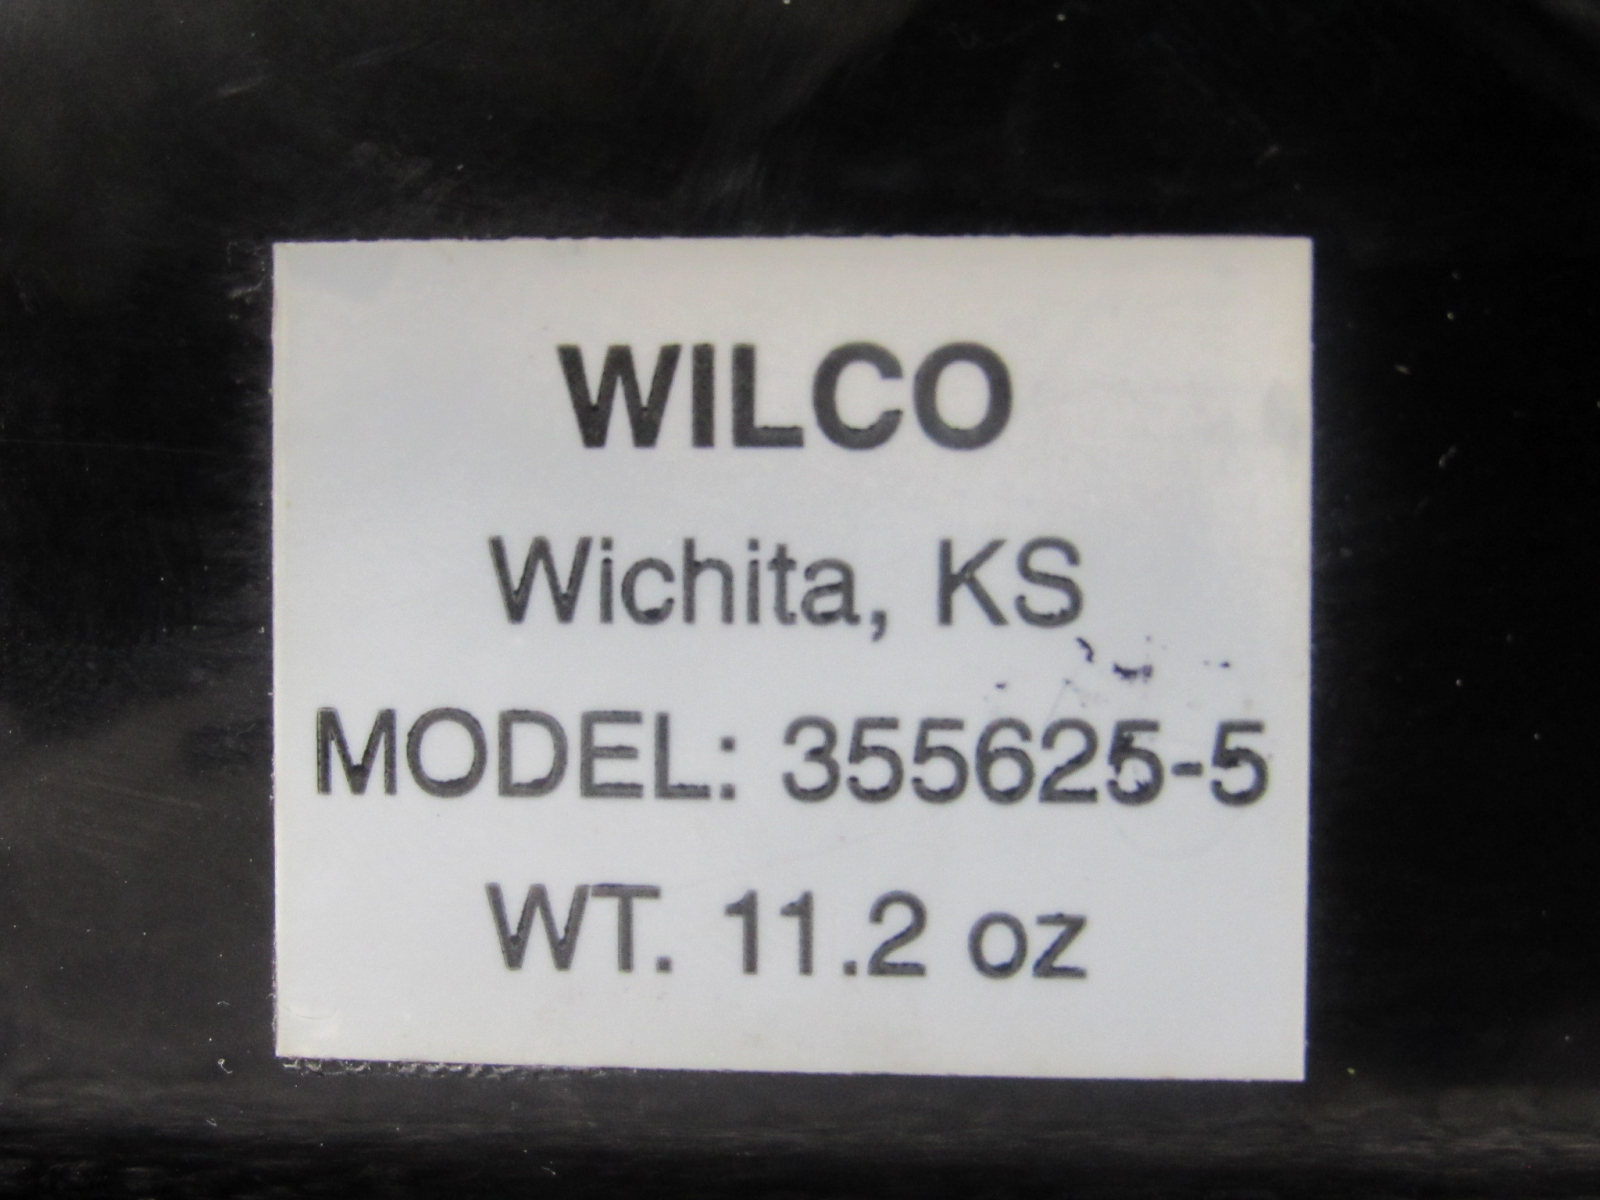 WILCO
Wichita, KS
MODEL: 355625-5
WT. 11.2 oz